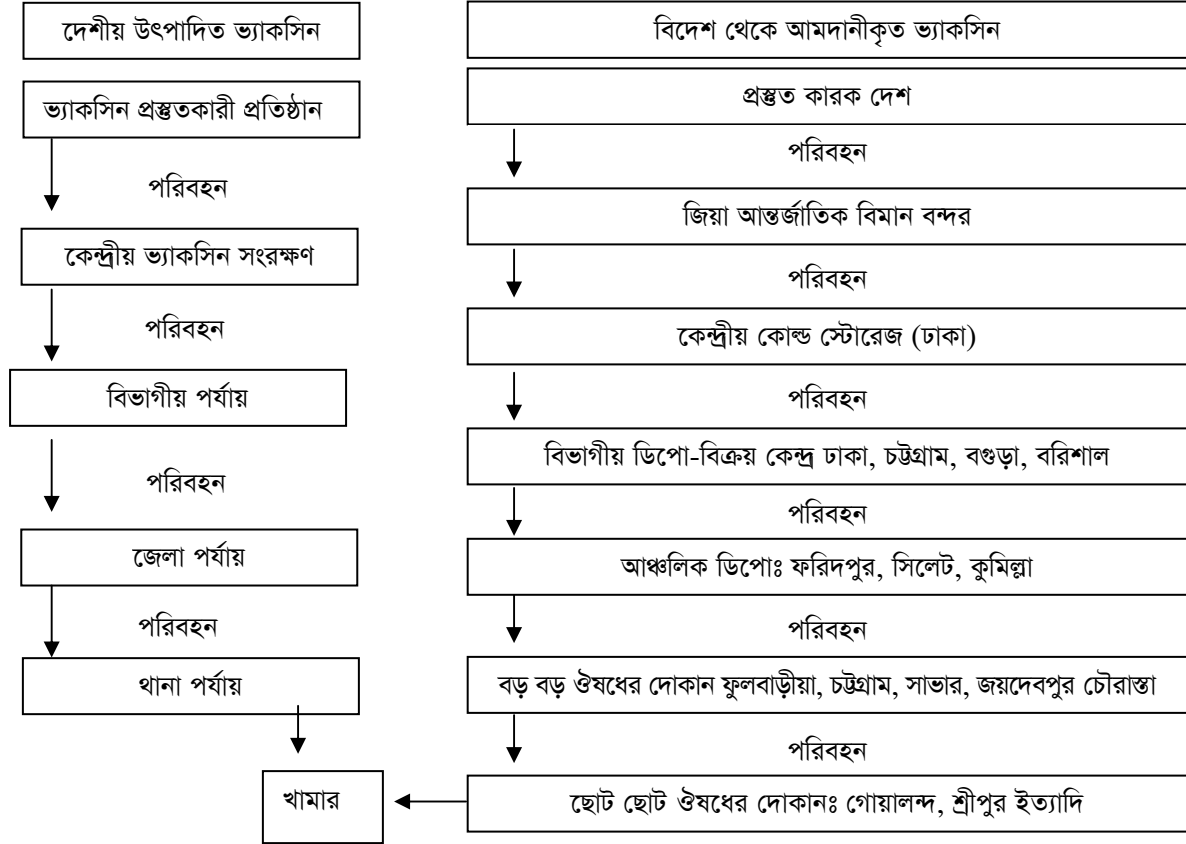 দেশীয় উৎপাদিত ভ্যাকসিন
ভ্যাকসিন প্রস্তুতকারী প্রতিষ্ঠান
পরিবহন
কেন্দ্রীয় ভ্যাকসিন সংরক্ষণ
পরিবহন
বিভাগীয় পর্যায়
পরিবহন
জেলা পর্যায়
পরিবহন
থানা পর্যায়
খামার
বিদেশ থেকে আমদানীকৃত ভ্যাকসিন
প্রস্তুত কারক দেশ
পরিবহন
জিয়া আন্তর্জাতিক বিমান বন্দর
পরিবহন
কেন্দ্রীয় কোল্ড স্টোরেজ (ঢাকা)
পরিবহন
বিভাগীয় ডিপো-বিক্রয় কেন্দ্র ঢাকা, চট্টগ্রাম, বগুড়া, বরিশাল
পরিবহন
আঞ্চলিক ডিপোঃ ফরিদপুর, সিলেট, কুমিল্লা
পরিবহন
বড় বড় ঔষধের দোকান ফুলবাড়ীয়া, চট্টগ্রাম, সাভার, জয়দেবপুর চৌরাস্তা
পরিবহন
ছোট ছোট ঔষধের দোকানঃ গোয়ালন্দ, শ্রীপুর ইত্যাদি